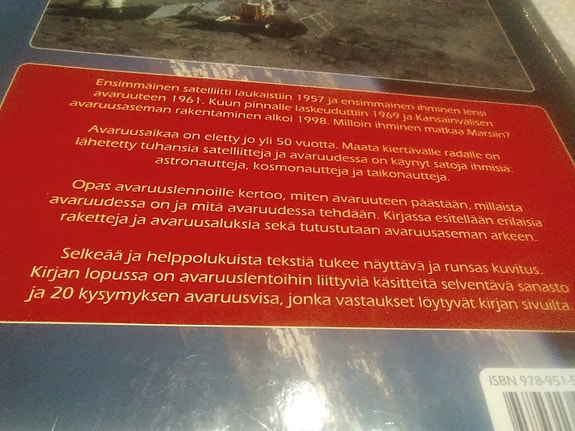 Ensimmäinen satelliitti laukaistiin 1957 ja ensimmäinen ihminen lensi
avaruuteen 1961. Kuun pinnalle laskeuduttiin 1969 ja Kansainvälisen
avaruusaseman rakentaminen alkoi 1998. Milloin ihminen matkaa Marsiin?
Avaruusaikaa on eletty jo yli 50 vuotta. Maata kiertävälle radalle on
lähetetty tuhansia satelliitteja ja avaruudessa on käynyt satoja ihmisiä:
astronautteja, kosmonautteja ja taikonautteja.
Opas avaruuslennoille kertoo, miten avaruuteen päästään, millaista
avaruudessa on ja mitä avaruudessa tehdään. Kirjassa esitellään erilaisia
raketteja ja avaruusaluksia sekä tutustutaan avaruusaseman arkeen.
Selkeää ja helppolukuista tekstiä tukee näyttävä ja runsas kuvitus.
Kirjan lopussa on avaruuslentoihin liittyviä käsitteitä selventävä sanasto
ja 20 kysymyksen avaruusvisa, jonka vastaukset löytyvät kirjan sivuilta.
ISBN 978-951-5